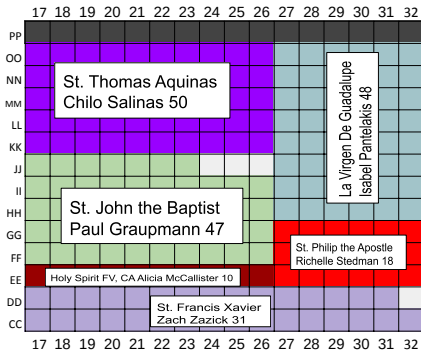 17 18 19 20 21 22 23 24 25 26 27 28 29 30 31 32
PP
OO
NN
MM
LL
KK
JJ
II
HH
GG
FF
EE
DD
CC
St. Thomas Aquinas
Chilo Salinas 50
La Virgen De Guadalupe
Isabel Pantelakis 48
St. John the Baptist
Paul Graupmann 47
St. Philip the Apostle
Richelle Stedman 18
Holy Spirit FV, CA Alicia McCallister 10
St. Francis Xavier
Zach Zazick 31
17 18 19 20 21 22 23 24 25 26 27 28 29 30 31 32